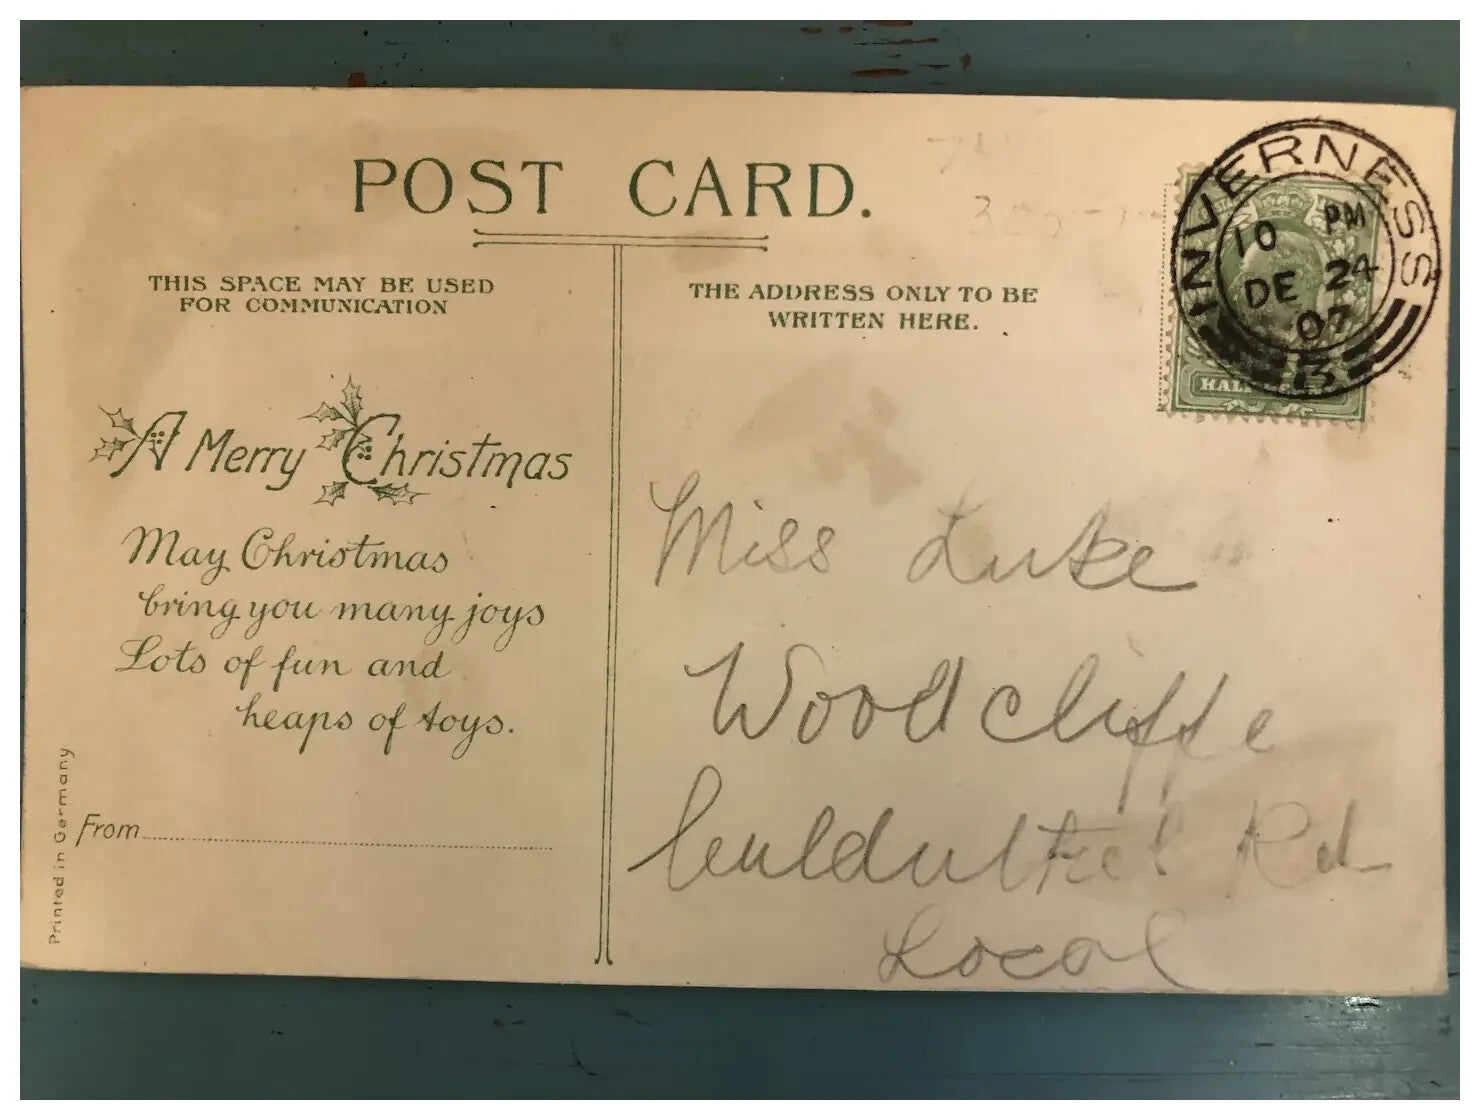 POST CARD.
THIS SPACE MAY BE USED
FOR COMMUNICATION
THE ADDRESS ONLY TO BE
WRITTEN HERE.
INVERNESS
10 PM
DE 24
07
13
A Merry Christmas
May Christmas
bring you many joys
Lots of fun and
heaps of toys.
From
Printed in Germany
Miss Luke
Woodcliffe
Rd
Local